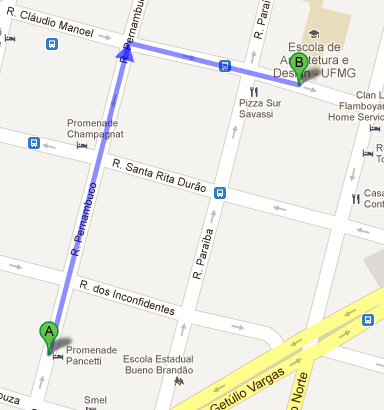 R. Cláudio Manoel
R. Pernambuco
R. Paraíba
Escola de
Arquitetura e
Design - UFMG
B
Pizza Sur
Savassi
Clan L
Flamboyan
Home Servic
Promenade
Champagnat
R. Santa Rita Durão
R. Pernambuco
Casa
Cont
R. Paraíba
R. dos Inconfidentes
A
Promenade
Pancetti
Escola Estadual
Bueno Brandão
Getúlio Vargas
o Norte
Smel
ouza